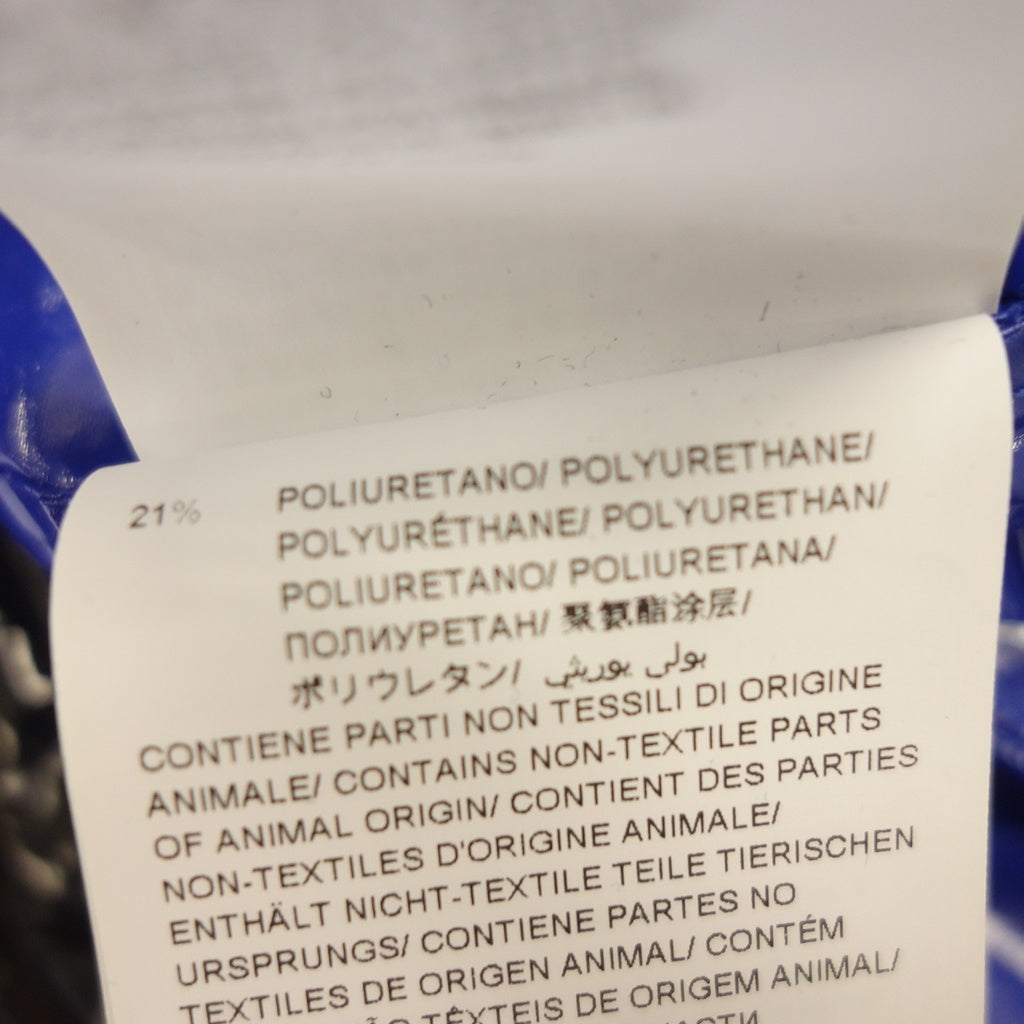 21% POLIURETANO/ POLYURETHANE/
POLYURÉTHANE/ POLYURETHAN/
POLIURETANO/ POLIURETANA/
ПОЛИУРЕТАН/ 聚氨酯涂层/
ポリウレタン/ بولى يوريثي
CONTIENE PARTI NON TESSILI DI ORIGINE
ANIMALE/ CONTAINS NON-TEXTILE PARTS
OF ANIMAL ORIGIN/ CONTIENT DES PARTIES
NON-TEXTILES D'ORIGINE ANIMALE/
ENTHÄLT NICHT-TEXTILE TEILE TIERISCHEN
URSPRUNGS/ CONTIENE PARTES NO
TEXTILES DE ORIGEN ANIMAL/ CONTÉM
TÊXTEIS DE ORIGEM ANIMAL/